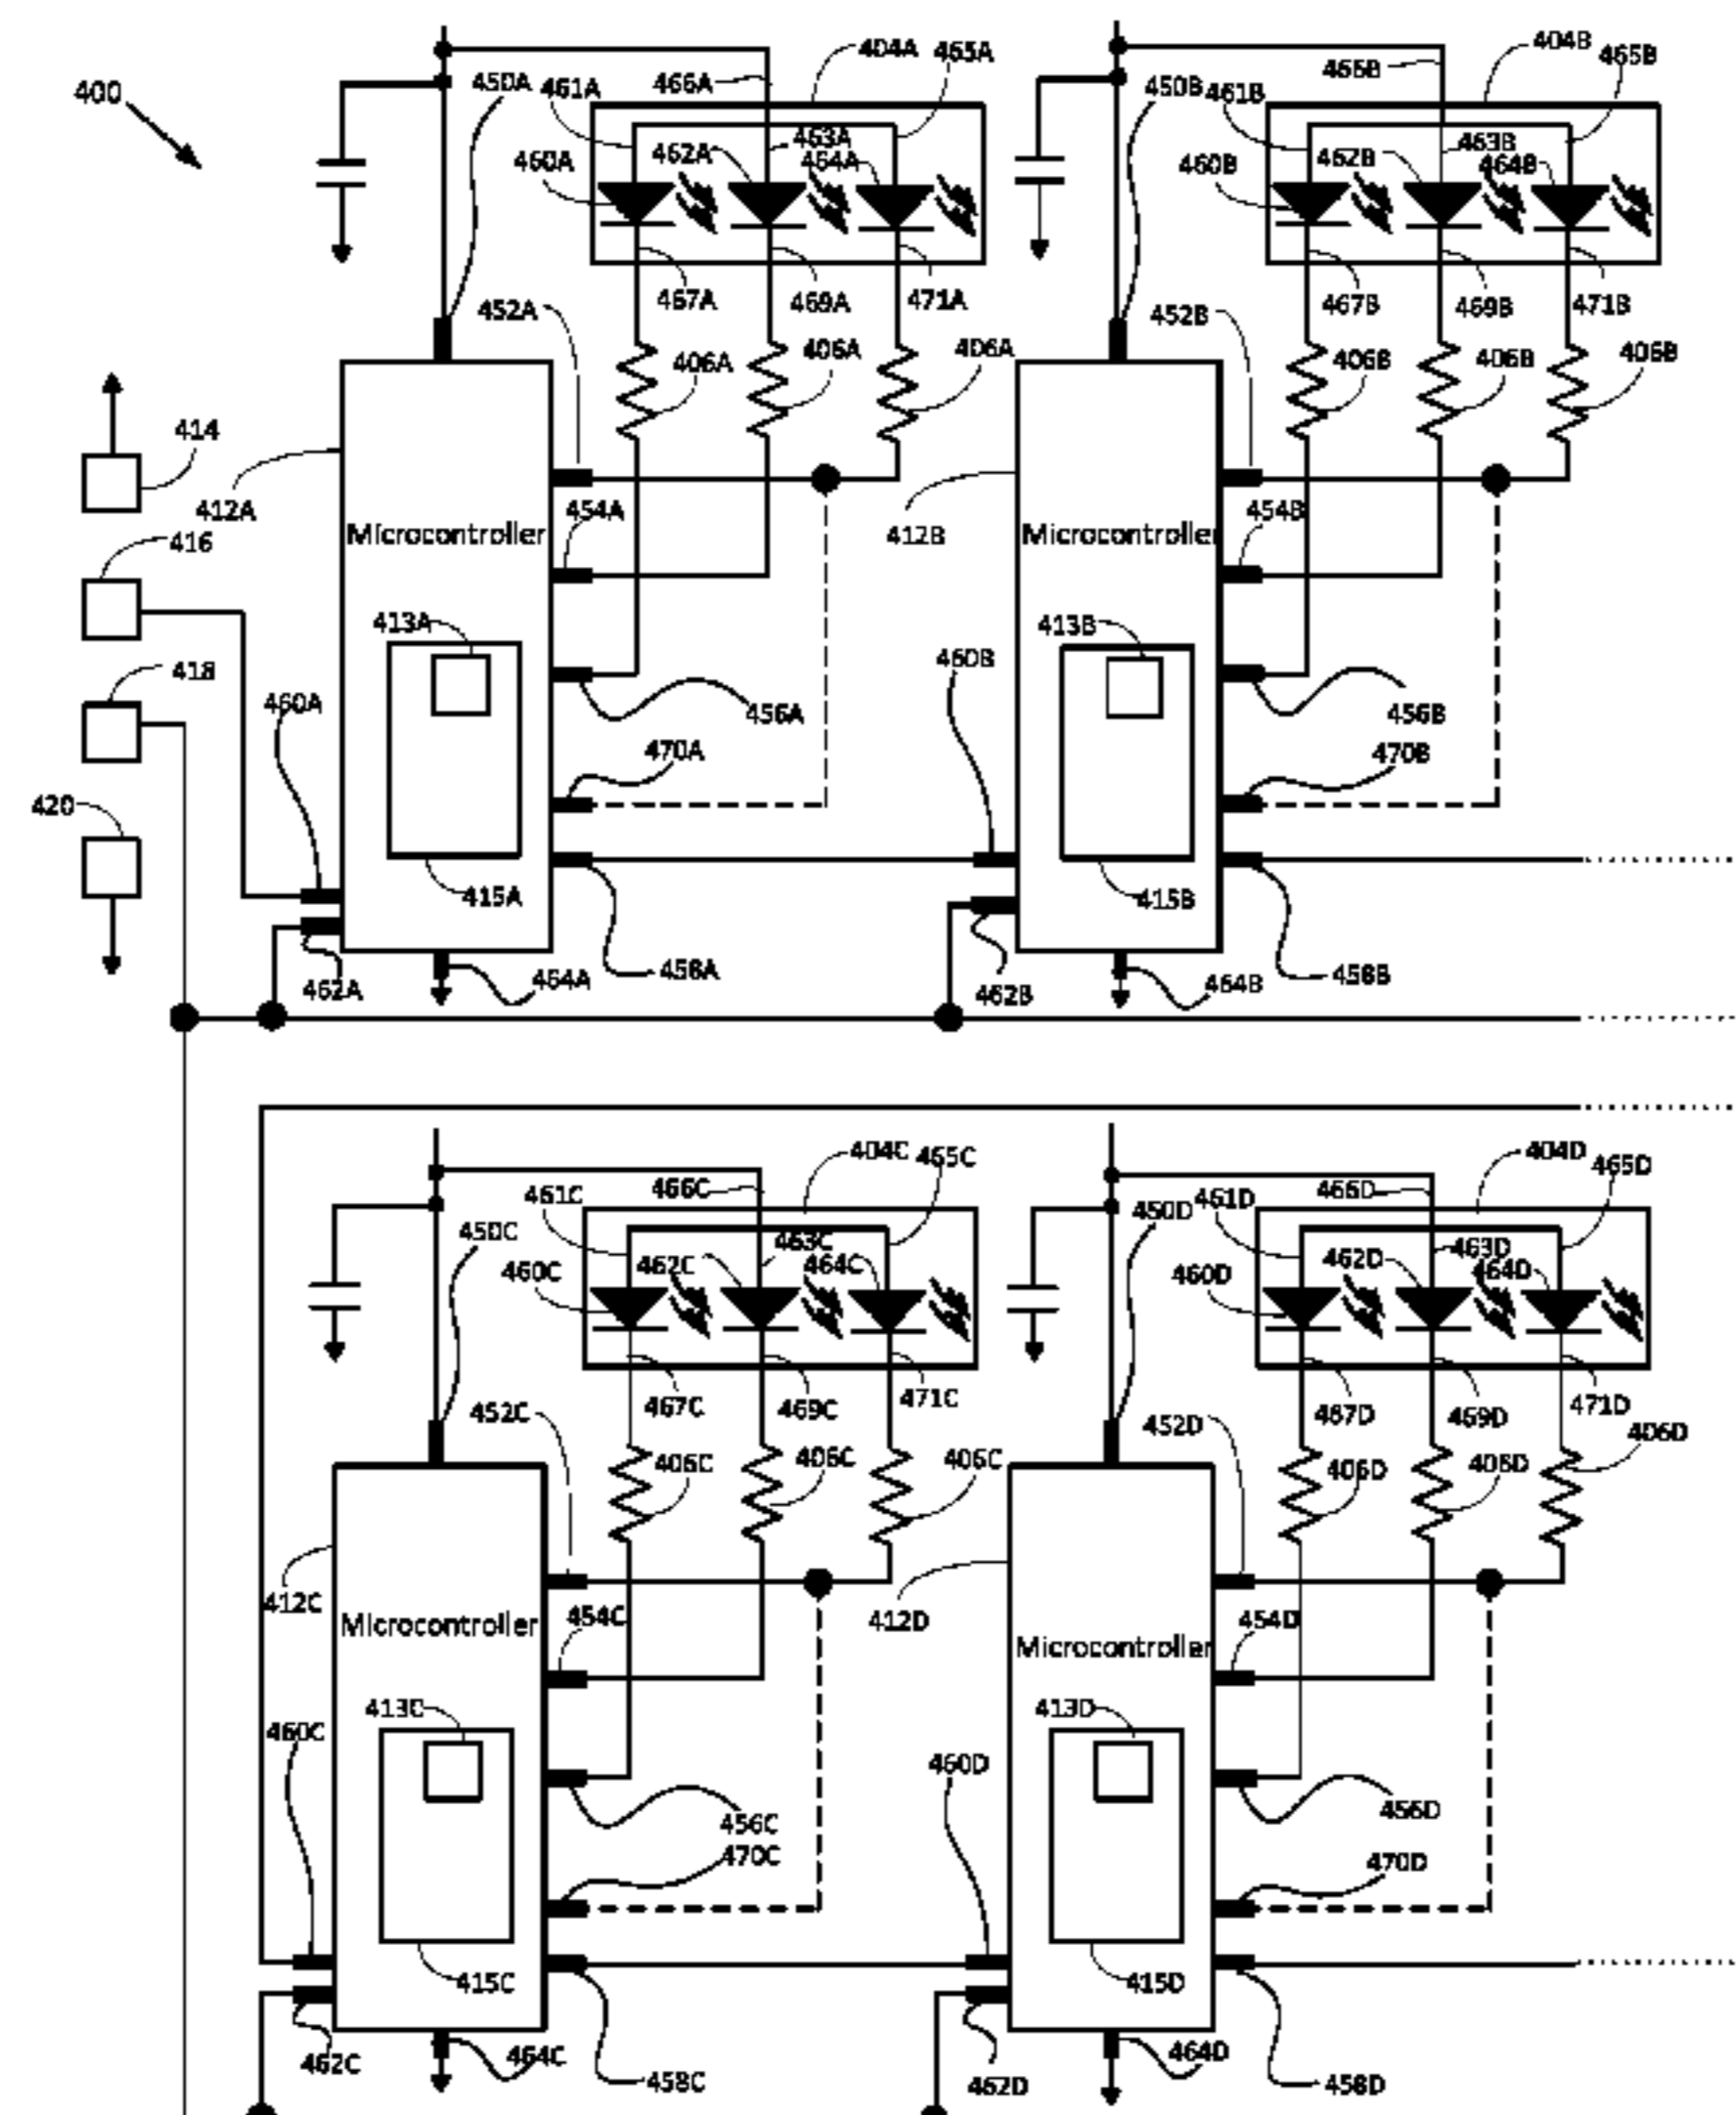 400
404A
465A
450A
461A
466A
463A
460A
462A
464A
467A
469A
471A
452A
406A
406A
406A
404B
465B
466B
450B
461B
463B
460B
462B
464B
467B
469B
471B
452B
406B
406B
406B
414
412A
416
418
420
454A
Microcontroller
413A
460A
456A
470A
415A
462A
464A
458A
412B
454B
Microcontroller
413B
460B
456B
470B
415B
462B
464B
458B
404C
465C
461C
466C
450C
463C
462C
464C
460C
467C
469C
471C
452C
406C
406C
406C
404D
465D
466D
461D
450D
463D
462D
464D
460D
467D
469D
471D
452D
406D
406D
406D
412C
454C
Microcontroller
413C
460C
456C
470C
415C
462C
464C
458C
412D
454D
Microcontroller
413D
460D
456D
470D
415D
462D
464D
458D